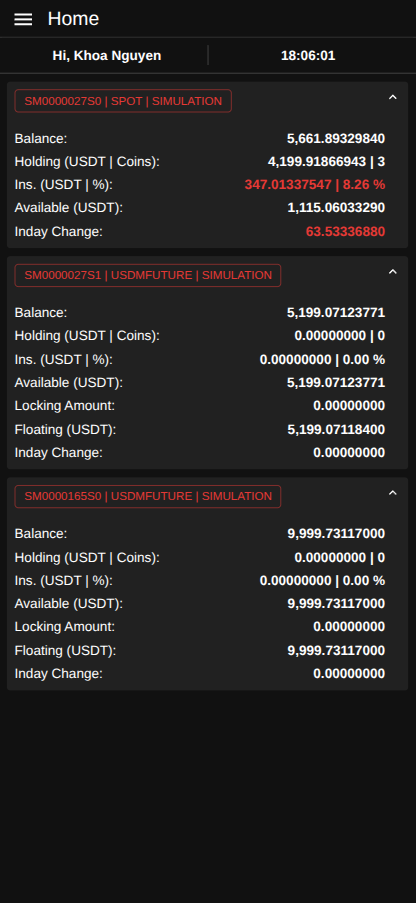 Home
Hi, Khoa Nguyen 18:06:01
SM0000027S0 | SPOT | SIMULATION
Balance: 5,661.89329840
Holding (USDT | Coins): 4,199.91866943 | 3
Ins. (USDT | %): 347.01337547 | 8.26 %
Available (USDT): 1,115.06033290
Inday Change: 63.53336880
SM0000027S1 | USDMFUTURE | SIMULATION
Balance: 5,199.07123771
Holding (USDT | Coins): 0.00000000 | 0
Ins. (USDT | %): 0.00000000 | 0.00 %
Available (USDT): 5,199.07123771
Locking Amount: 0.00000000
Floating (USDT): 5,199.07118400
Inday Change: 0.00000000
SM0000165S0 | USDMFUTURE | SIMULATION
Balance: 9,999.73117000
Holding (USDT | Coins): 0.00000000 | 0
Ins. (USDT | %): 0.00000000 | 0.00 %
Available (USDT): 9,999.73117000
Locking Amount: 0.00000000
Floating (USDT): 9,999.73117000
Inday Change: 0.00000000